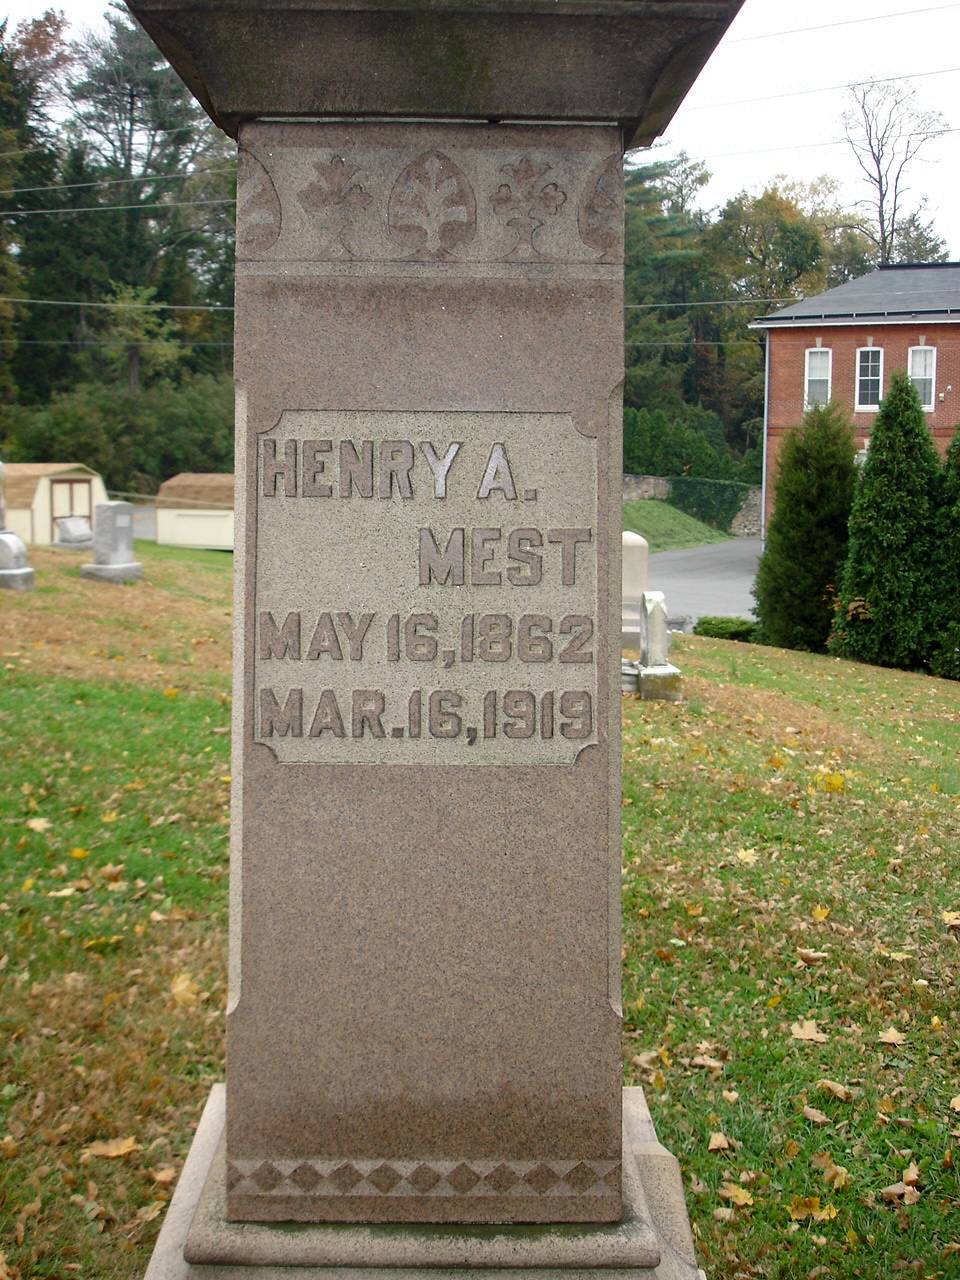 HENRY A.
MEST
MAY 16, 1862
MAR. 16, 1919